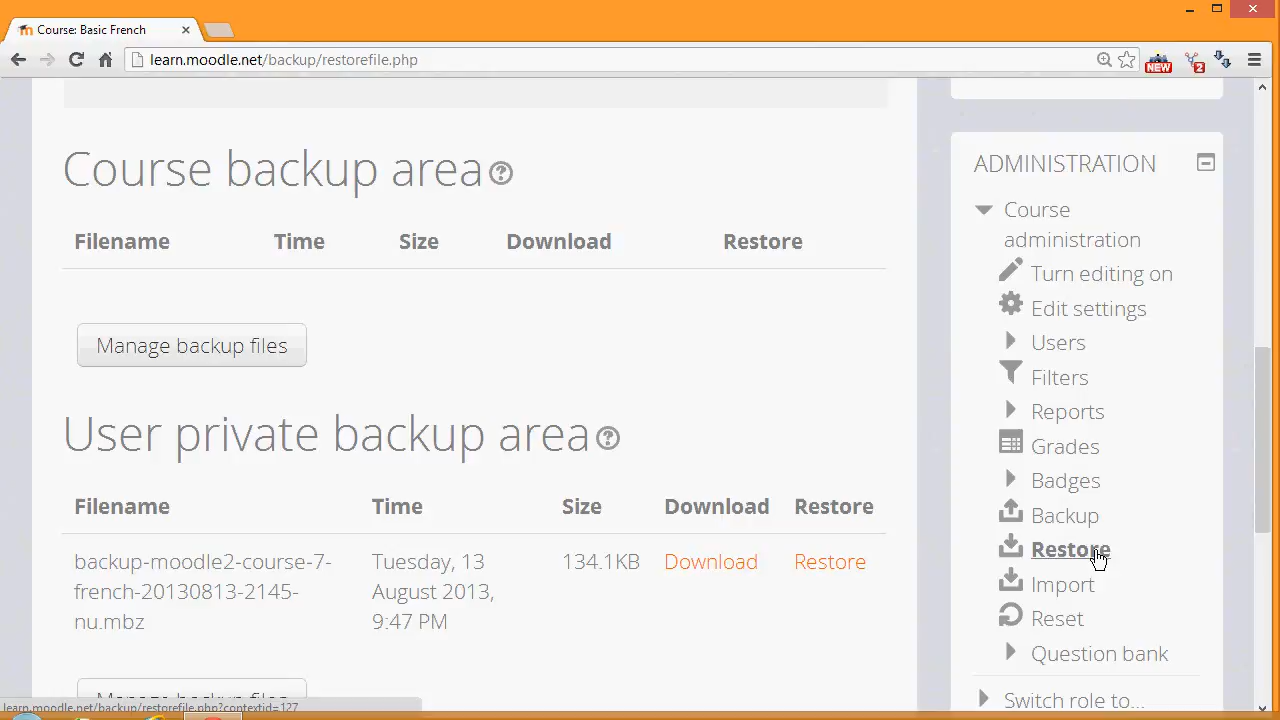 Course: Basic French
learn.moodle.net/backup/restorefile.php
NEW
2
Course backup area
Filename Time Size Download Restore
Manage backup files
User private backup area
Filename Time Size Download Restore
backup-moodle2-course-7- Tuesday, 13 134.1KB Download Restore
french-20130813-2145- August 2013,
nu.mbz 9:47 PM
Manage backup files
learn.moodle.net/backup/restorefile.php?contextid=127
ADMINISTRATION
Course
administration
Turn editing on
Edit settings
Users
Filters
Reports
Grades
Badges
Backup
Restore
Import
Reset
Question bank
Switch role to...